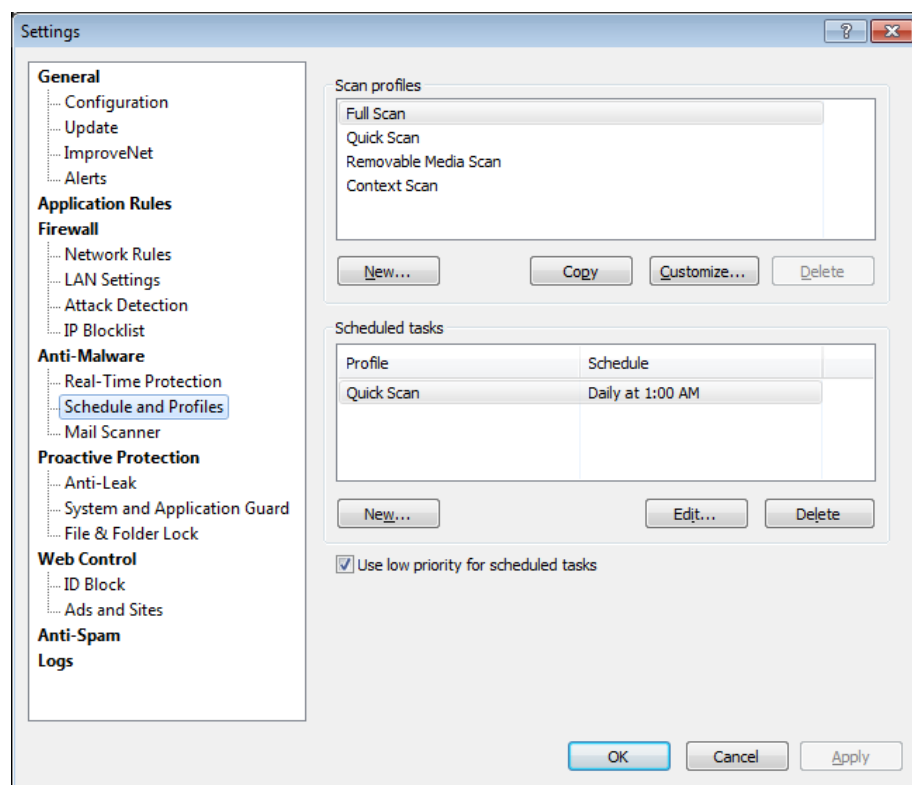 Settings
General
Configuration
Update
ImproveNet
Alerts
Application Rules
Firewall
Network Rules
LAN Settings
Attack Detection
IP Blocklist
Anti-Malware
Real-Time Protection
Schedule and Profiles
Mail Scanner
Proactive Protection
Anti-Leak
System and Application Guard
File & Folder Lock
Web Control
ID Block
Ads and Sites
Anti-Spam
Logs
Scan profiles
Full Scan
Quick Scan
Removable Media Scan
Context Scan
New... Copy Customize... Delete
Scheduled tasks
Profile Schedule
Quick Scan Daily at 1:00 AM
New... Edit... Delete
Use low priority for scheduled tasks
OK Cancel Apply